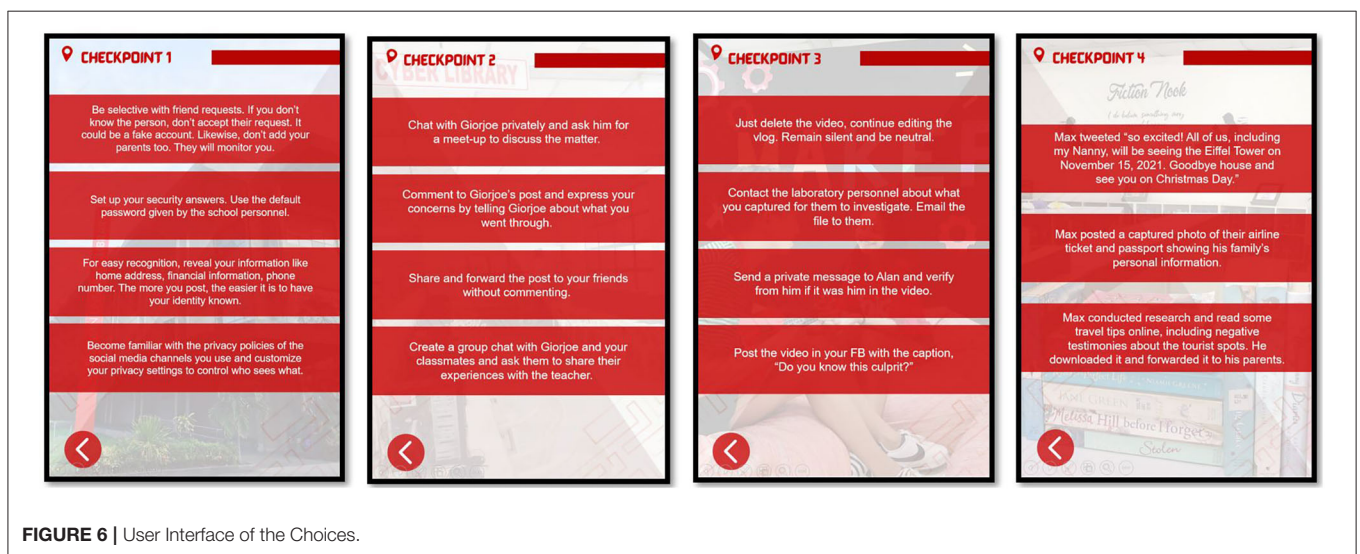 CHECKPOINT 1
Be selective with friend requests. If you don't
know the person, don't accept their request. It
could be a fake account. Likewise, don't add your
parents too. They will monitor you.
Set up your security answers. Use the default
password given by the school personnel.
For easy recognition, reveal your information like
home address, financial information, phone
number. The more you post, the easier it is to have
your identity known.
Become familiar with the privacy policies of the
social media channels you use and customize
your privacy settings to control who sees what.
CHECKPOINT 2
CYBER LIBRARY
Chat with Giorjoe privately and ask him for
a meet-up to discuss the matter.
Comment to Giorjoe's post and express your
concerns by telling Giorjoe about what you
went through.
Share and forward the post to your friends
without commenting.
Create a group chat with Giorjoe and your
classmates and ask them to share their
experiences with the teacher.
CHECKPOINT 3
Just delete the video, continue editing the
vlog. Remain silent and be neutral.
Contact the laboratory personnel about what
you captured for them to investigate. Email the
file to them.
Send a private message to Alan and verify
from him if it was him in the video.
Post the video in your FB with the caption,
"Do you know this culprit?"
CHECKPOINT 4
Fiction Nook
Max tweeted "so excited! All of us, including
my Nanny, will be seeing the Eiffel Tower on
November 15, 2021. Goodbye house and
see you on Christmas Day."
Max posted a captured photo of their airline
ticket and passport showing his family's
personal information.
Max conducted research and read some
travel tips online, including negative
testimonies about the tourist spots. He
downloaded it and forwarded it to his parents.
Melissa Hill before Horges
Stolen
FIGURE 6 | User Interface of the Choices.